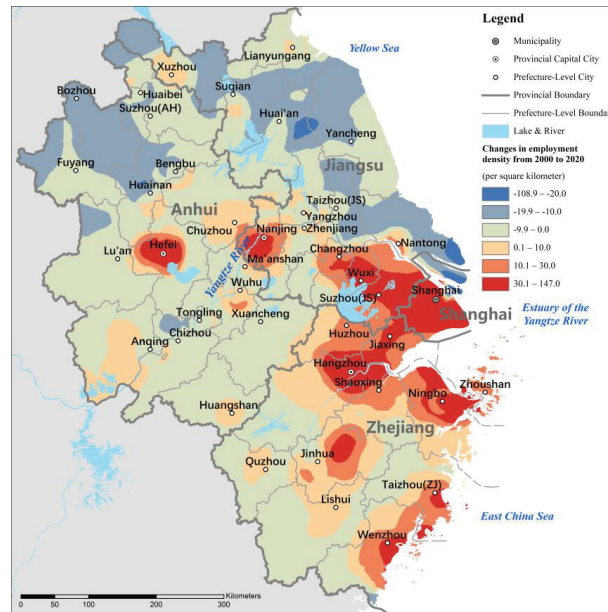 Legend
Municipality
Provincial Capital City
Prefecture-Level City
Provincial Boundary
Prefecture-Level Boundar
Lake & River
Changes in employment
density from 2000 to 2020
(per square kilometer)
-108.9 – -20.0
-19.9 – -10.0
-9.9 – 0.0
0.1 – 10.0
10.1 – 30.0
30.1 – 147.0
Yellow Sea
Lianyungang
Xuzhou
Bozhou
Huaibei
Suqian
Suzhou(AH)
Huai'an
Yancheng
Fuyang
Bengbu
Jiangsu
Huainan
Taizhou(JS)
Anhui
Yangzhou
Chuzhou
Nanjing
Zhenjiang
Nantong
Hefei
Changzhou
Lu'an
Ma'anshan
Yangtze River
Wuxi
Wuhu
Suzhou(JS)
Shanghai
Shanghai
Estuary of the
Yangtze River
Tongling
Xuancheng
Chizhou
Huzhou
Anqing
Jiaxing
Hangzhou
Shaoxing
Zhoushan
Ningbo
Huangshan
Zhejiang
Quzhou
Jinhua
Taizhou(ZJ)
Lishui
East China Sea
Wenzhou
Kilometers
0 50 100 200 300